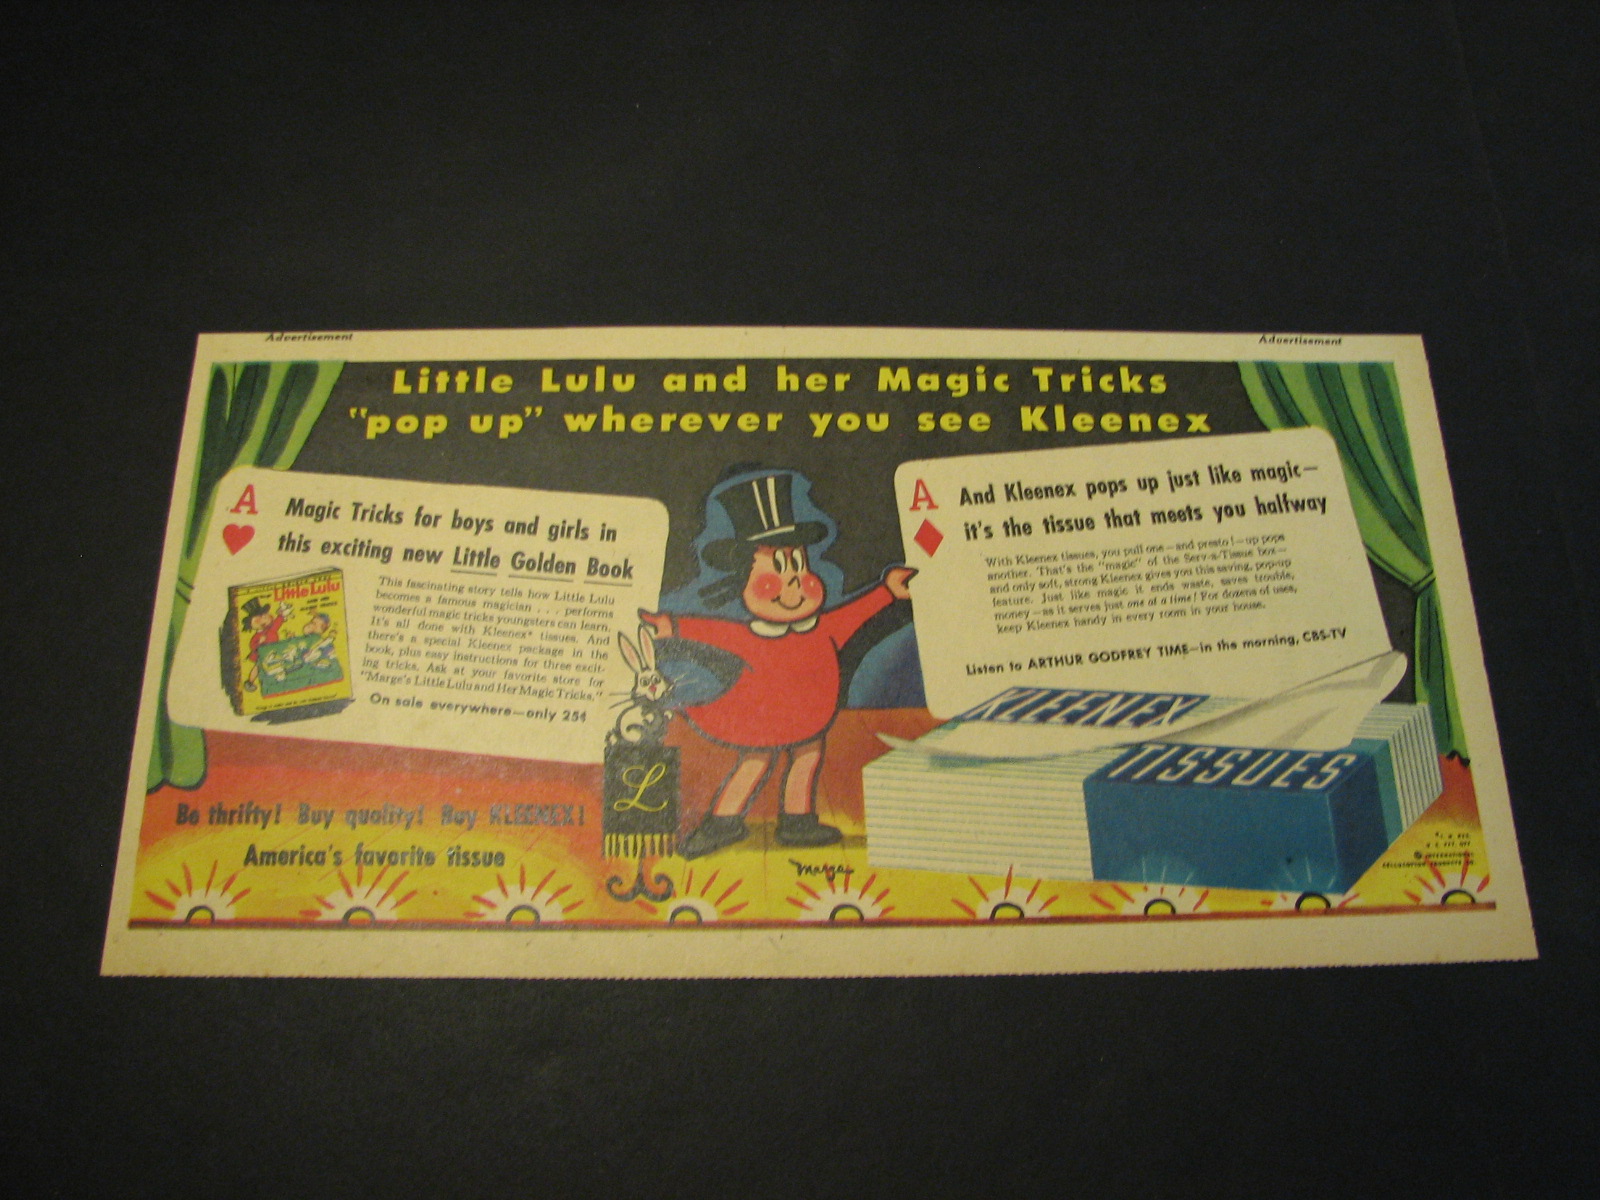 Advertisement
Advertisement
Little Lulu and her Magic Tricks
"pop up" wherever you see Kleenex
A
Magic Tricks for boys and girls in
this exciting new Little Golden Book
Little Lulu
This fascinating story tells how Little Lulu
becomes a famous magician . . . performs
wonderful magic tricks youngsters can learn.
It's all done with Kleenex* tissues. And
there's a special Kleenex package in the
book, plus easy instructions for three excit-
ing tricks. Ask at your favorite store for
"Marge's Little Lulu and Her Magic Tricks."
On sale everywhere—only 25¢
A
And Kleenex pops up just like magic—
it's the tissue that meets you halfway
With Kleenex tissues, you pull one—and presto!—up pops
another. That's the "magic" of the Serv-a-Tissue box—
and only soft, strong Kleenex gives you this saving, pop-up
feature. Just like magic it ends waste, saves trouble,
money—as it serves just one at a time! For dozens of uses,
keep Kleenex handy in every room in your house.
Listen to ARTHUR GODFREY TIME—in the morning, CBS-TV
KLEENEX
TISSUES
L
Be thrifty! Buy quality! Buy KLEENEX!
America's favorite tissue
Marge